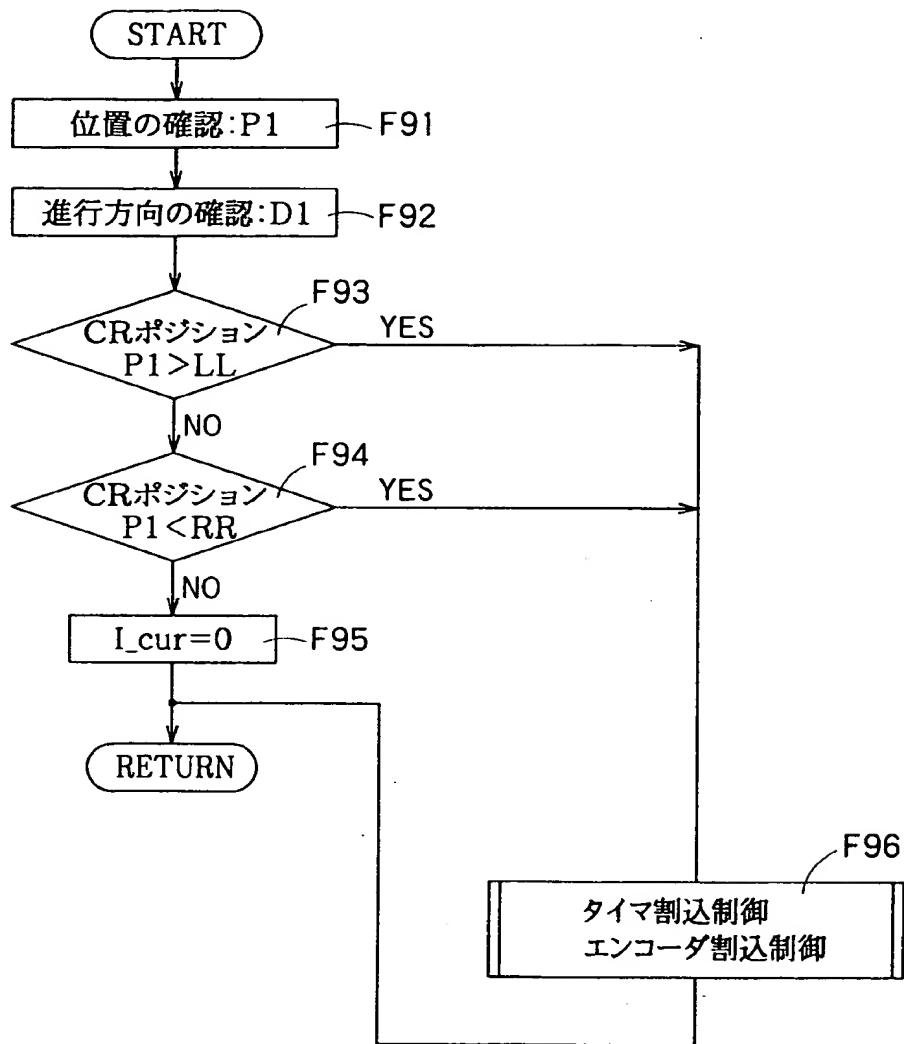 START
位置の確認:P1
F91
進行方向の確認:D1
F92
F93
CRポジション
P1>LL
YES
NO
F94
CRポジション
P1<RR
YES
NO
I_cur=0
F95
RETURN
F96
タイマ割込制御
エンコーダ割込制御